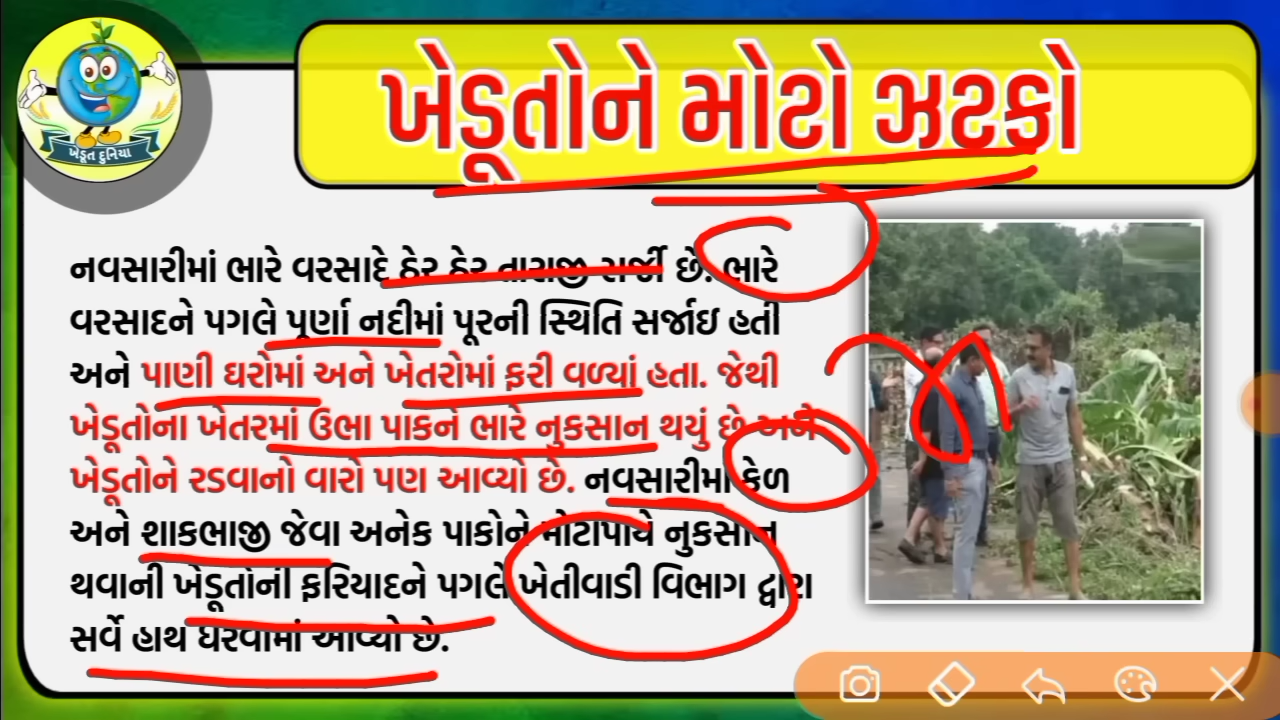 ખેડૂત દુનિયા
ખેડૂતોને મોટો ઝટકો
નવસારીમાં ભારે વરસાદે ઠેર ઠેર તારાજી સર્જી છે. ભારે
વરસાદને પગલે પૂર્ણા નદીમાં પૂરની સ્થિતિ સર્જાઇ હતી
અને પાણી ઘરોમાં અને ખેતરોમાં ફરી વળ્યાં હતા. જેથી
ખેડૂતોના ખેતરમાં ઉભા પાકને ભારે નુકસાન થયું છે અને
ખેડૂતોને રડવાનો વારો પણ આવ્યો છે. નવસારીમાં કેળ
અને શાકભાજી જેવા અનેક પાકોને મોટાપાયે નુકસાન
થવાની ખેડૂતોની ફરિયાદને પગલે ખેતીવાડી વિભાગ દ્વારા
સર્વે હાથ ધરવામાં આવ્યો છે.